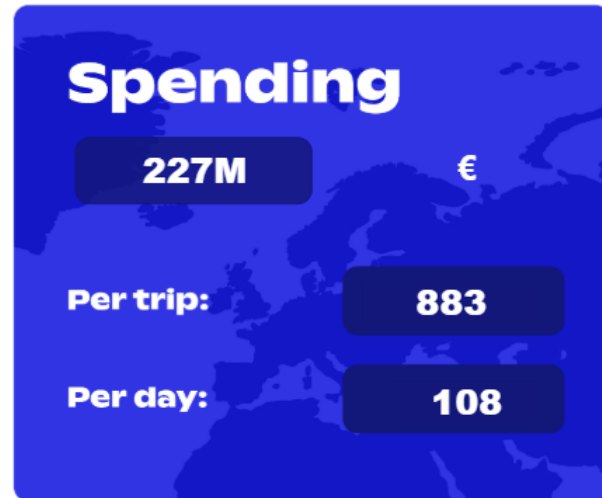 Spending
227M €
Per trip: 883
Per day: 108